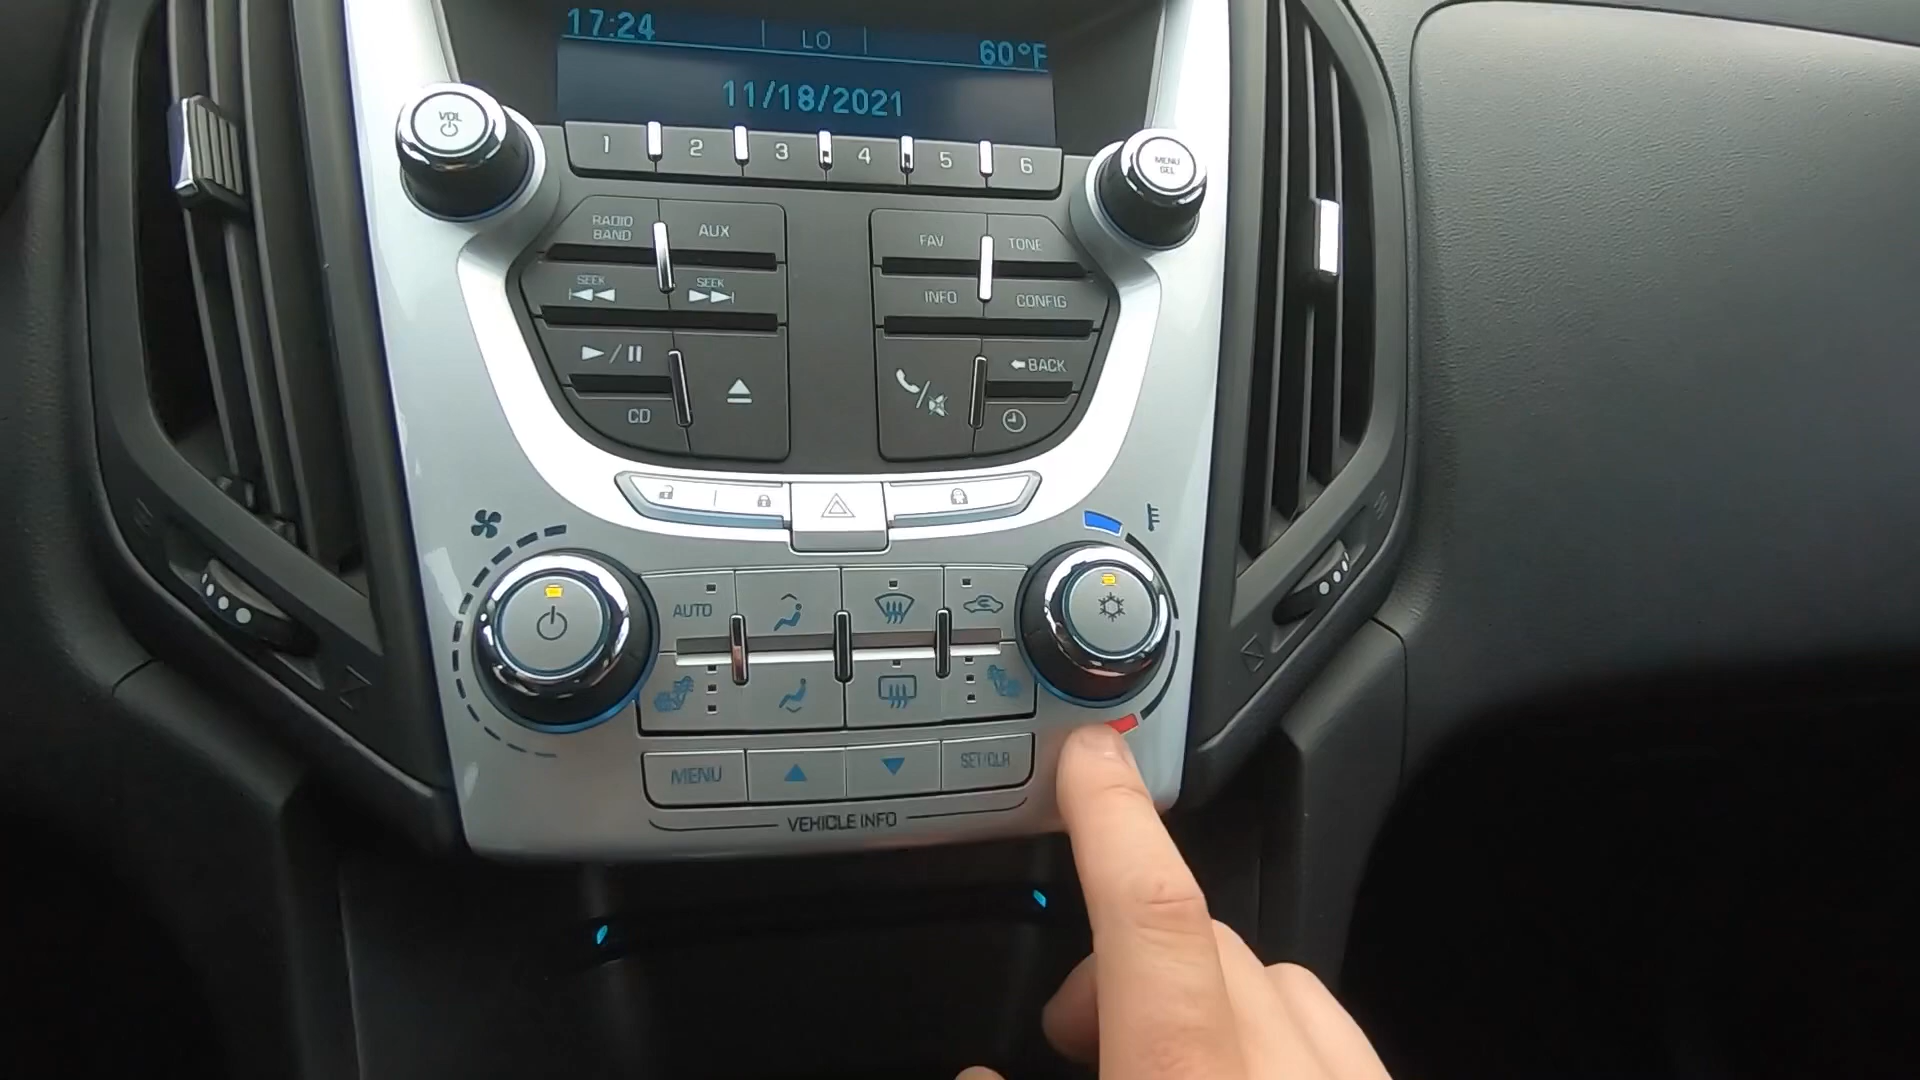 17:24 LO 60°F
11/18/2021
VOL
MENU
SEL
1 2 3 4 5 6
RADIO
BAND
AUX
FAV
TONE
SEEK
SEEK
INFO
CONFIG
CD
BACK
AUTO
MENU
SET/CLR
VEHICLE INFO